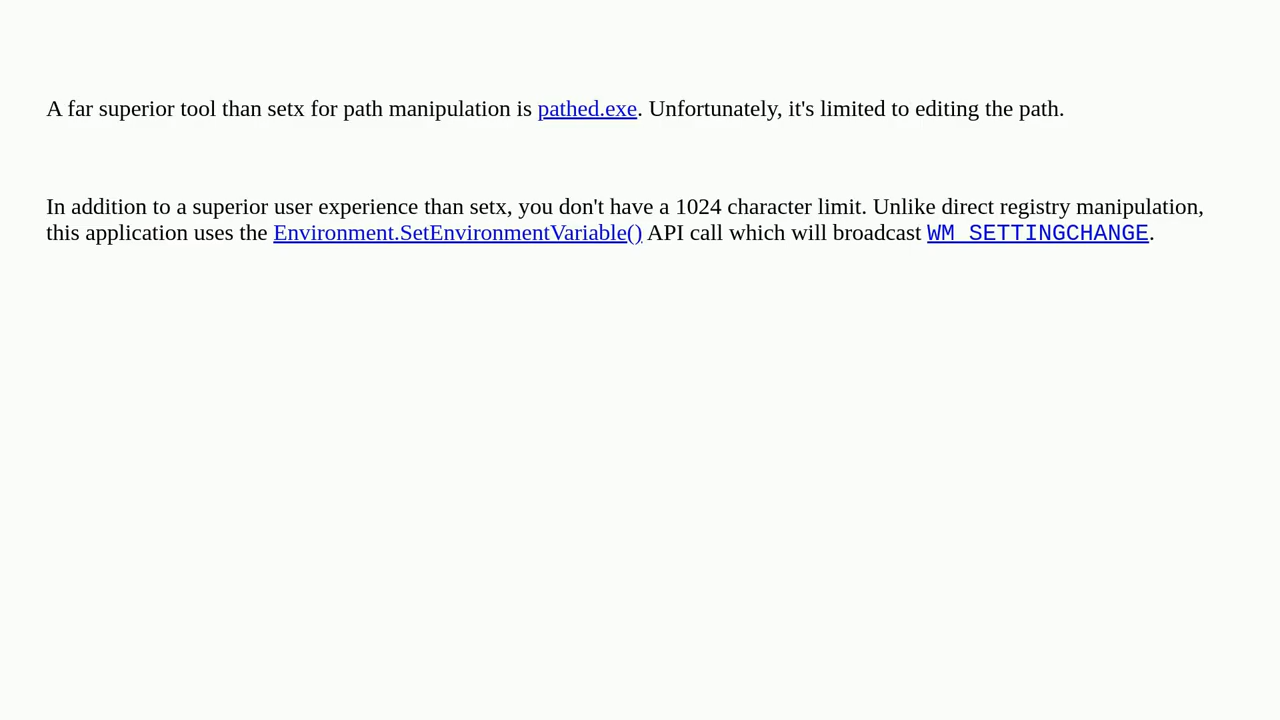 A far superior tool than setx for path manipulation is pathed.exe. Unfortunately, it's limited to editing the path.
In addition to a superior user experience than setx, you don't have a 1024 character limit. Unlike direct registry manipulation,
this application uses the Environment.SetEnvironmentVariable() API call which will broadcast WM_SETTINGCHANGE.